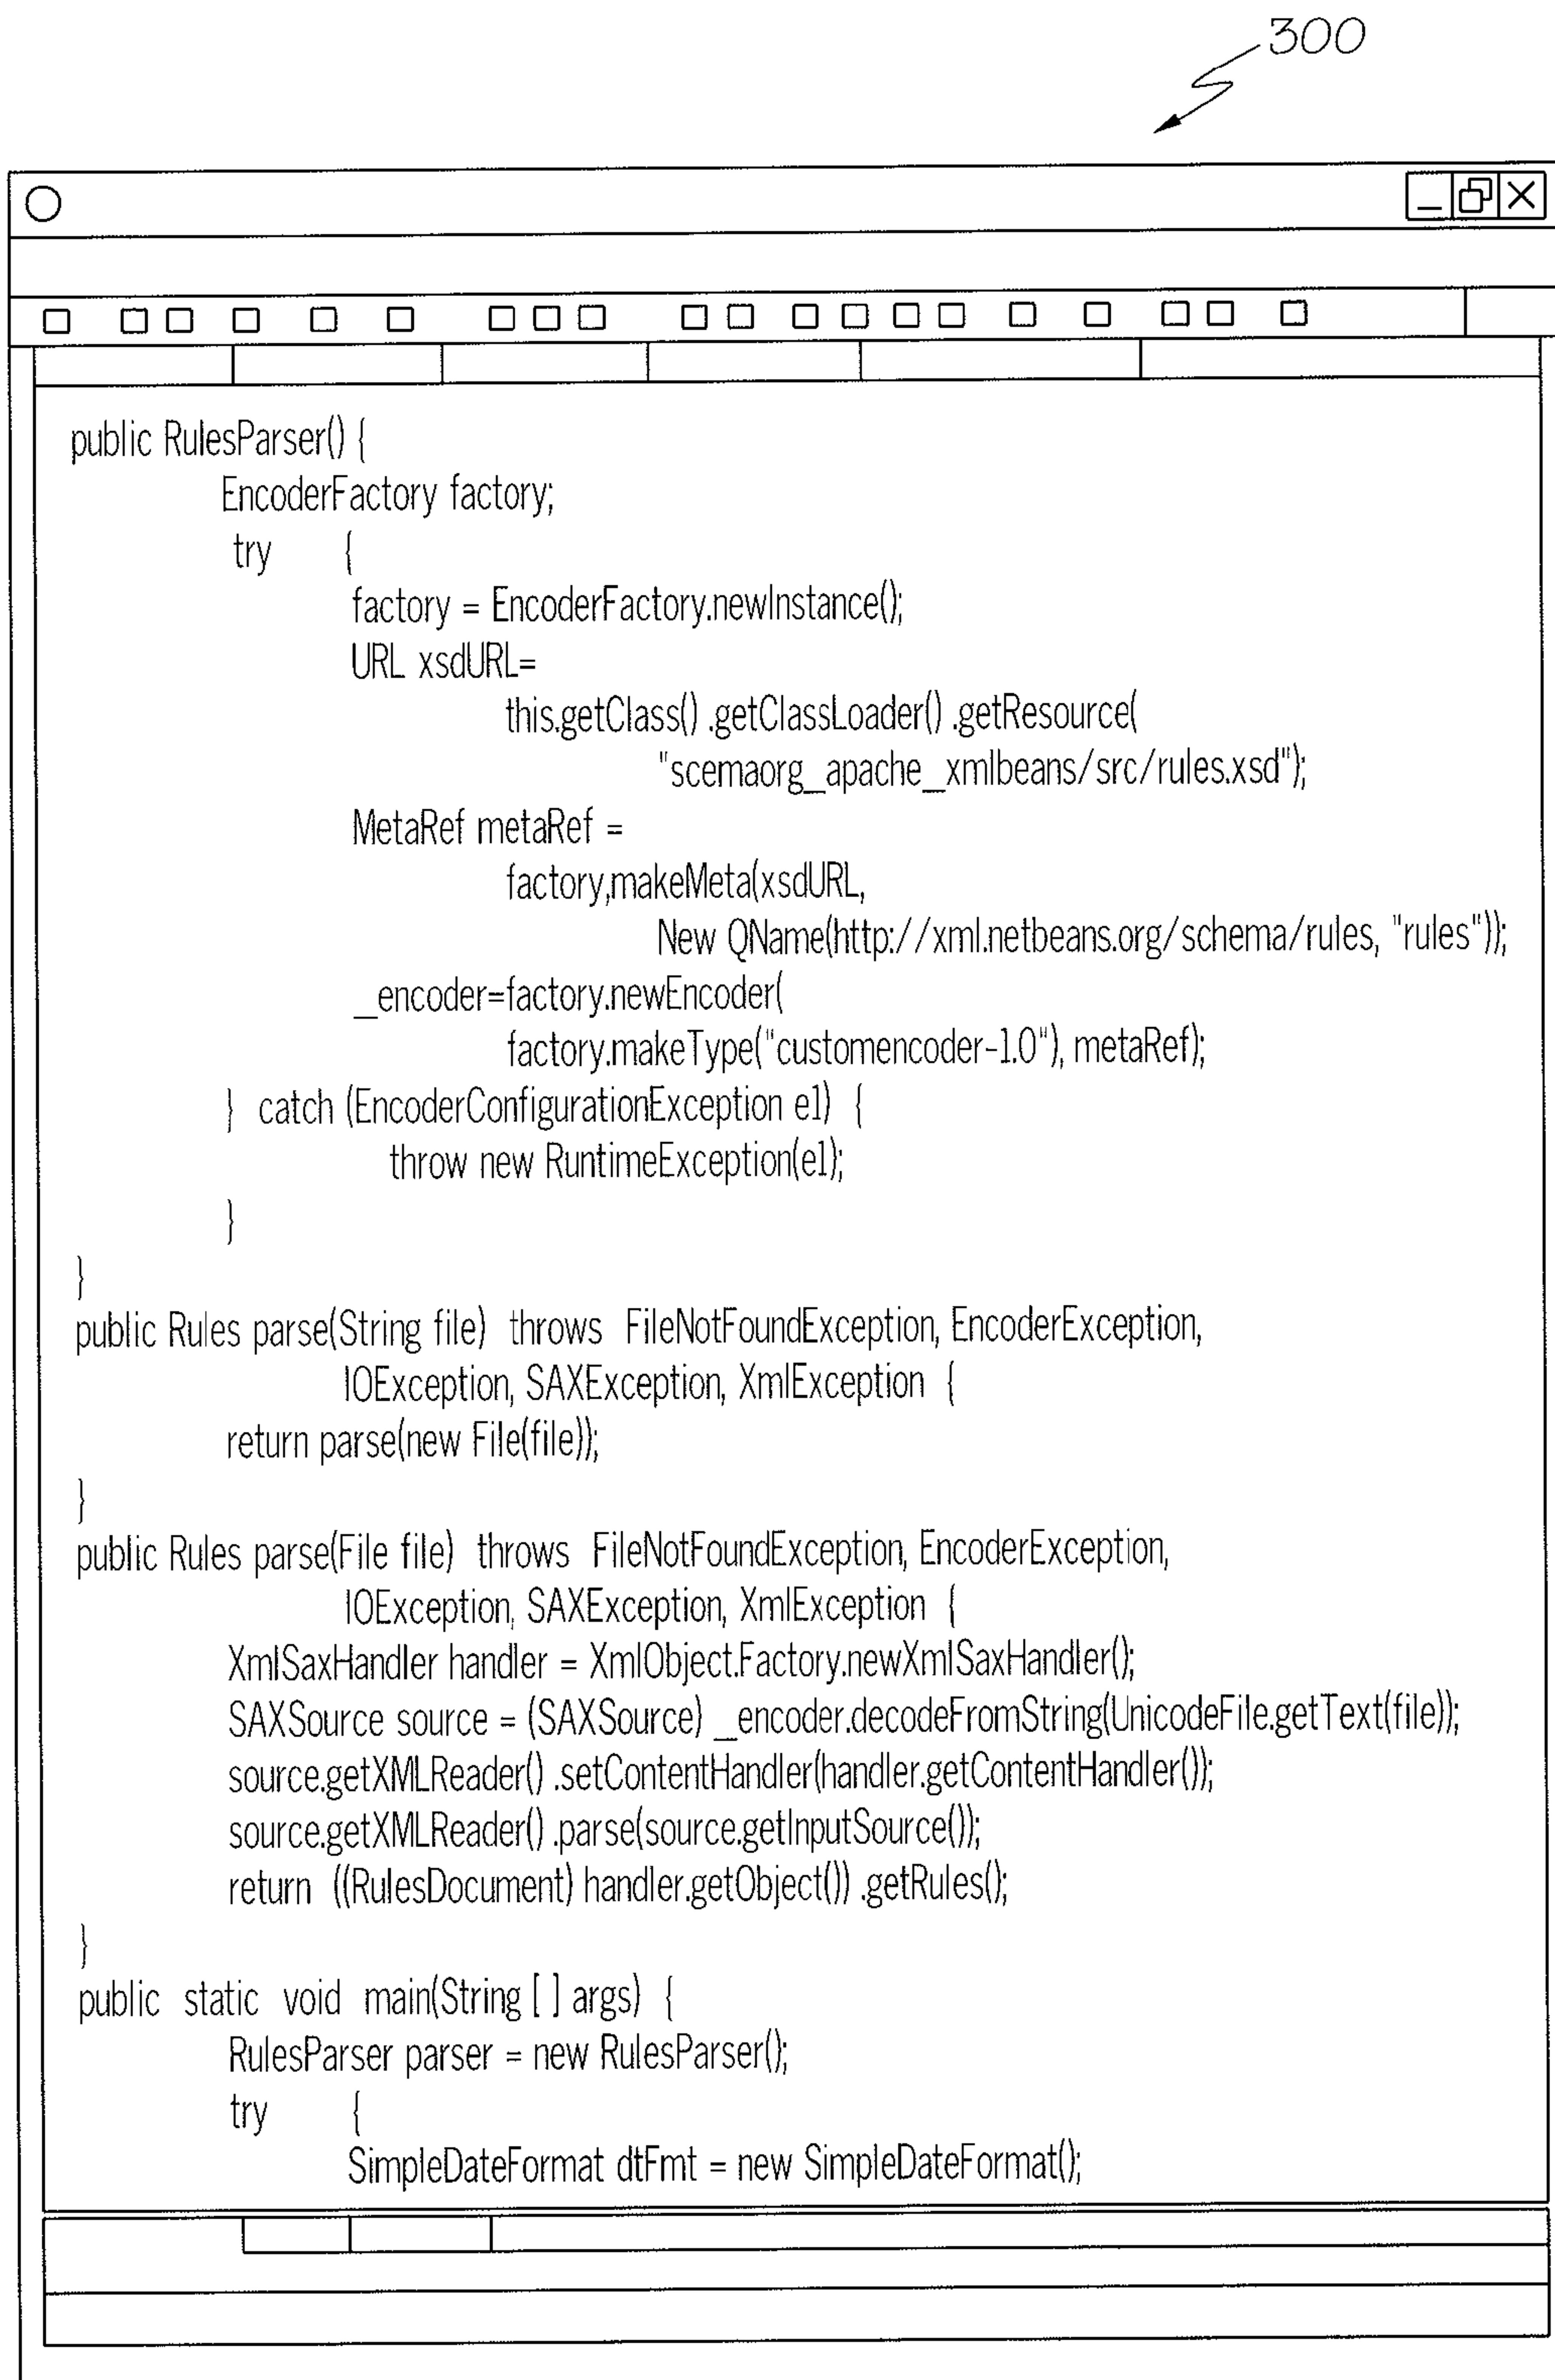 300
public RulesParser() {
EncoderFactory factory;
try {
factory = EncoderFactory.newInstance();
URL xsdURL=
this.getClass() .getClassLoader() .getResource(
"scemaorg_apache_xmlbeans/src/rules.xsd");
MetaRef metaRef =
factory,makeMeta(xsdURL,
New QName(http://xml.netbeans.org/schema/rules, "rules"));
_encoder=factory.newEncoder(
factory.makeType("customencoder-1.0"), metaRef);
} catch (EncoderConfigurationException e1) {
throw new RuntimeException(e1);
}
}
public Rules parse(String file) throws FileNotFoundException, EncoderException,
IOException, SAXException, XmlException {
return parse(new File(file));
}
public Rules parse(File file) throws FileNotFoundException, EncoderException,
IOException, SAXException, XmlException {
XmlSaxHandler handler = XmlObject.Factory.newXmlSaxHandler();
SAXSource source = (SAXSource) _encoder.decodeFromString(UnicodeFile.getText(file));
source.getXMLReader() .setContentHandler(handler.getContentHandler());
source.getXMLReader() .parse(source.getInputSource());
return ((RulesDocument) handler.getObject()) .getRules();
}
public static void main(String [ ] args) {
RulesParser parser = new RulesParser();
try {
SimpleDateFormat dtFmt = new SimpleDateFormat();